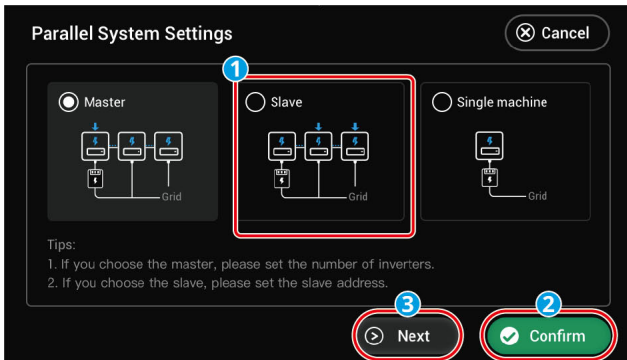 Parallel System Settings
Cancel
1
Master
Slave
Single machine
Grid
Grid
Grid
Tips:
1. If you choose the master, please set the number of inverters.
2. If you choose the slave, please set the slave address.
3
2
Next
Confirm